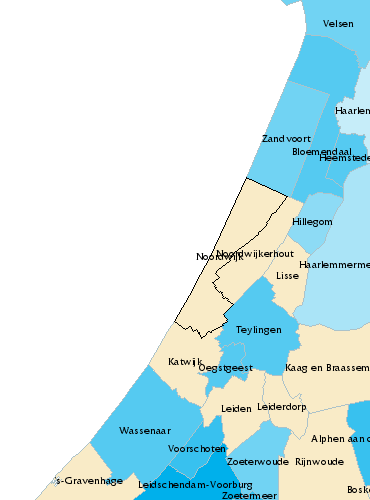 Velsen
Haarlem
Zandvoort
Bloemendaal
Heemstede
Hillegom
Noordwijk
Noordwijkerhout
Haarlemmerme
Lisse
Teylingen
Katwijk
Oegstgeest
Kaag en Braassem
Leiden
Leiderdorp
Wassenaar
Alphen aan d
Voorschoten
Zoeterwoude
Rijnwoude
's-Gravenhage
Leidschendam-Voorburg
Bosk
Zoetermeer